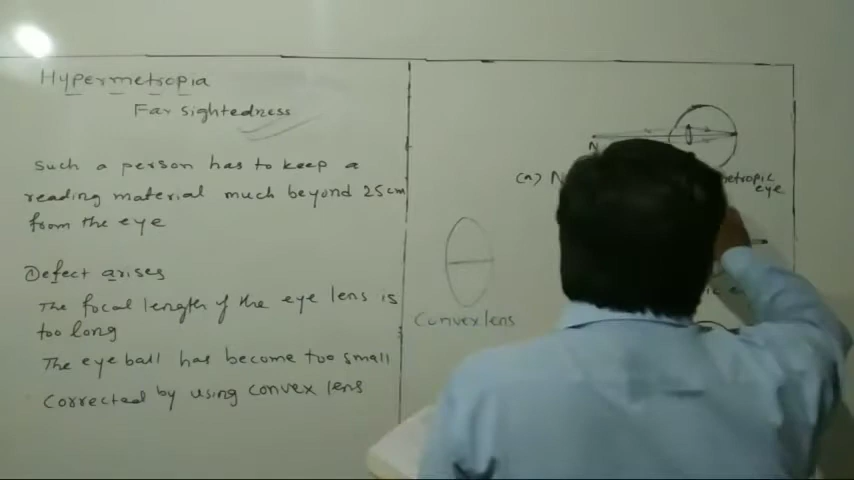 Hypermetropia
Far sightedness
Such a person has to keep a
reading material much beyond 25cm
from the eye
Defect arises
The focal length of the eye lens is
too long
The eye ball has become too small
Corrected by using convex lens
Convex lens
N
(a) N
metropic
eye